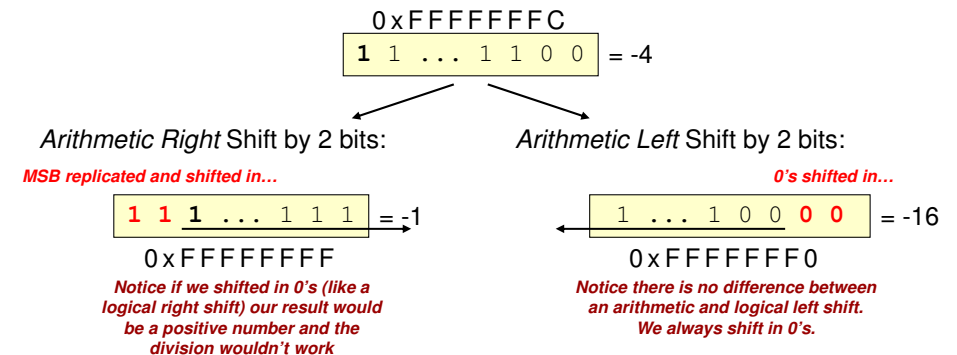 0xFFFFFFFC
1 1 ... 1 1 0 0 = -4
Arithmetic Right Shift by 2 bits:
MSB replicated and shifted in…
1 1 1 ... 1 1 1 = -1
0xFFFFFFFF
Notice if we shifted in 0's (like a
logical right shift) our result would
be a positive number and the
division wouldn't work
Arithmetic Left Shift by 2 bits:
0's shifted in…
1 ... 1 0 0 0 0 = -16
0xFFFFFFF0
Notice there is no difference between
an arithmetic and logical left shift.
We always shift in 0's.